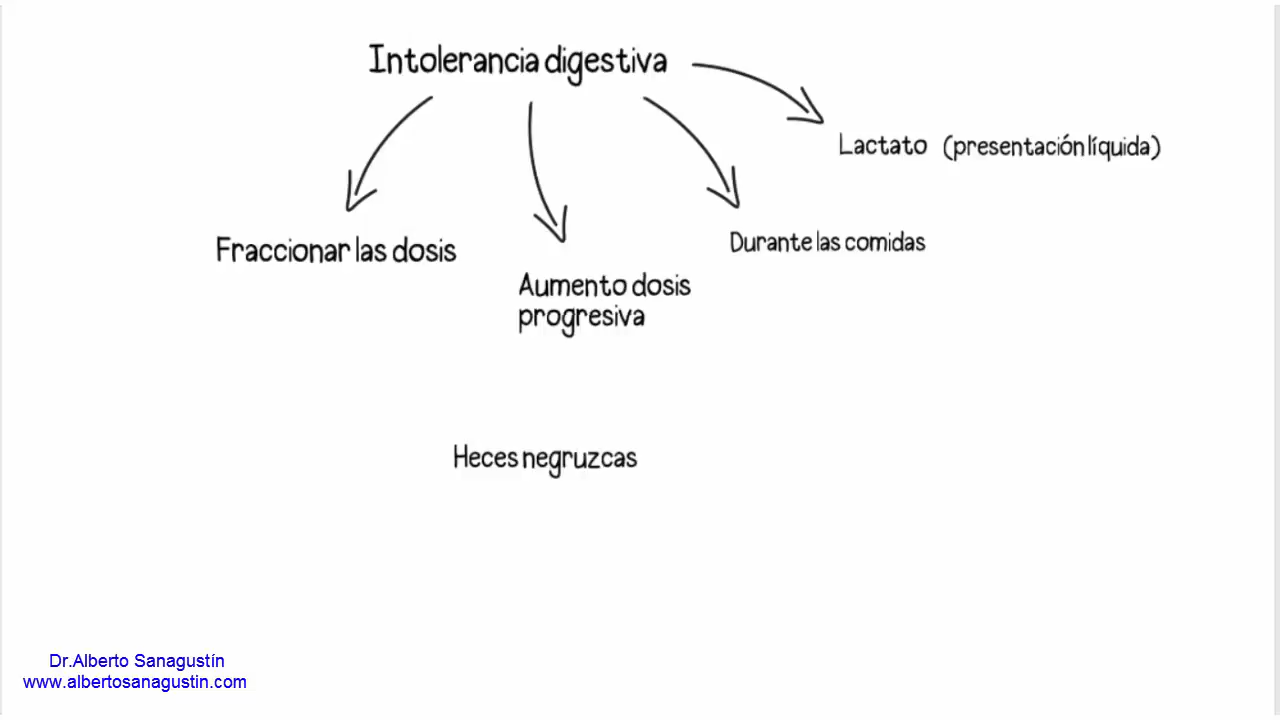 Intolerancia digestiva
Lactato (presentación líquida)
Fraccionar las dosis
Durante las comidas
Aumento dosis
progresiva
Heces negruzcas
Dr.Alberto Sanagustín
www.albertosanagustin.com